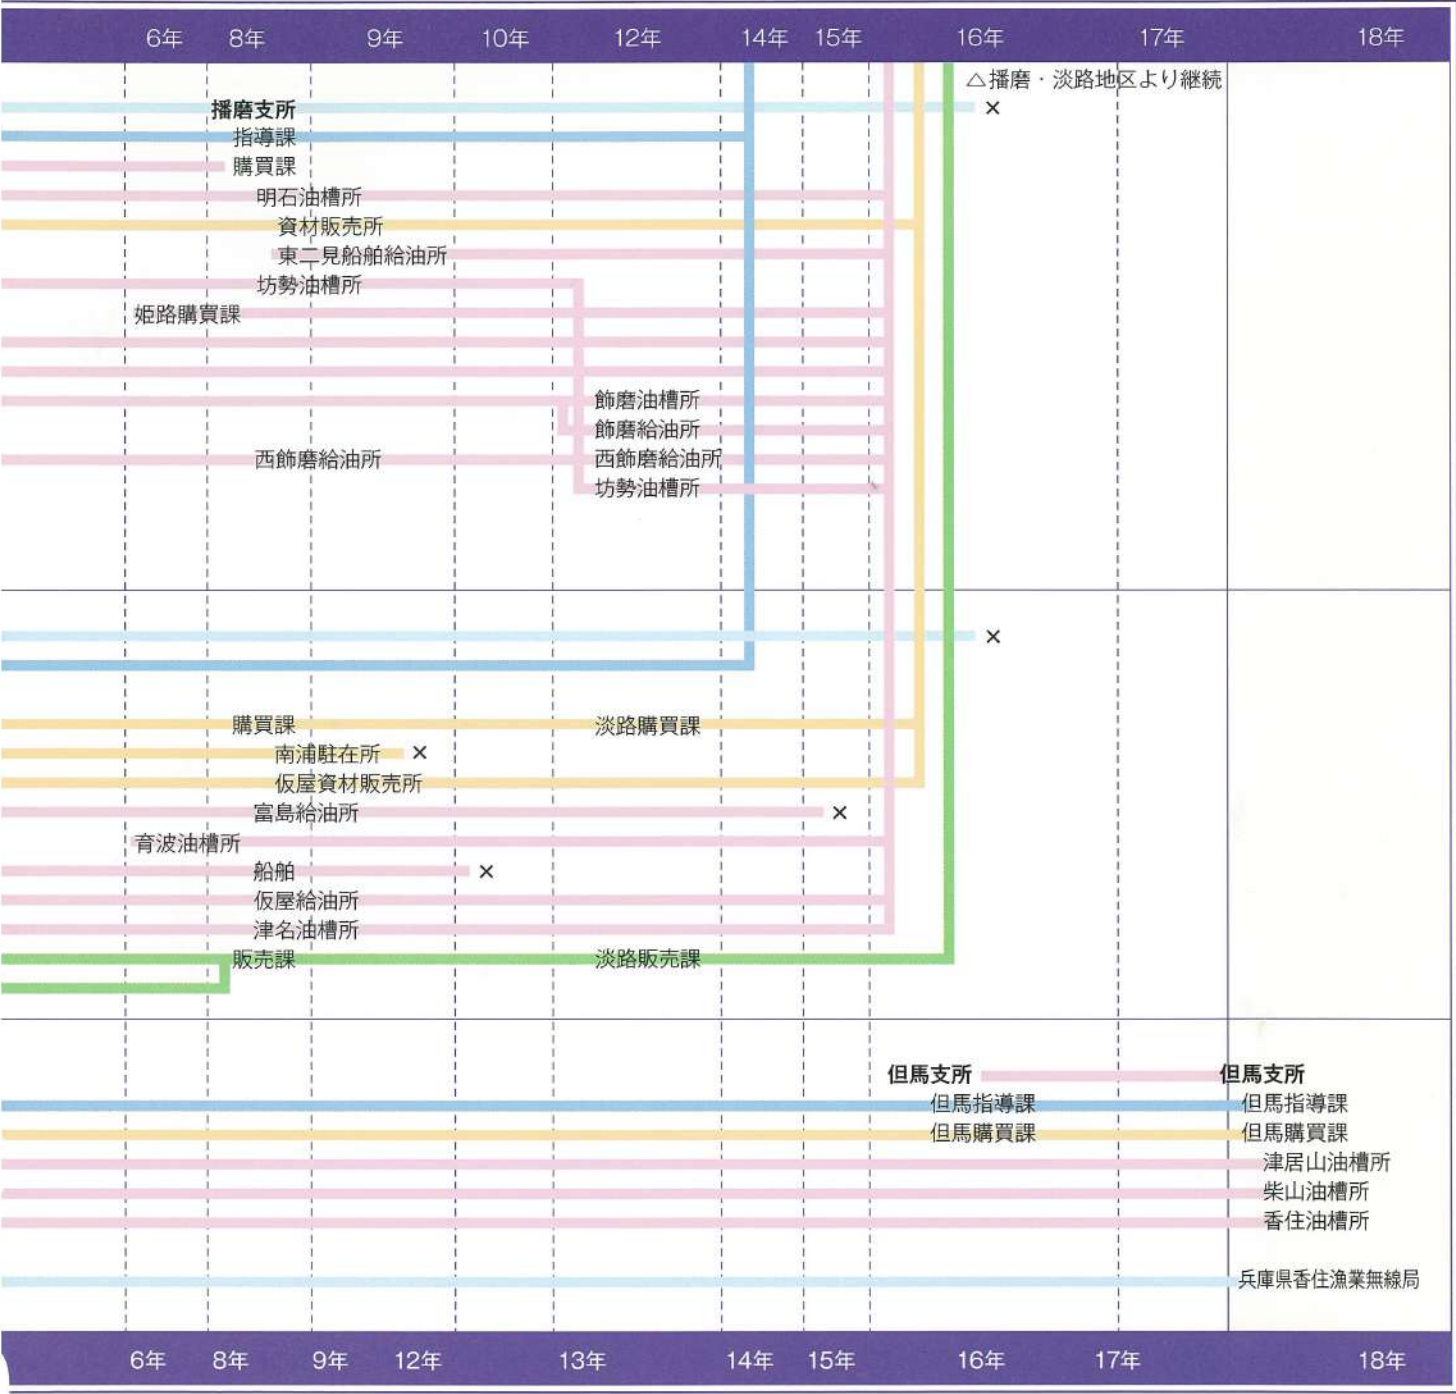 6年 8年 9年 10年 12年 14年 15年 16年 17年 18年
△播磨・淡路地区より継続
播磨支所 ×
指導課
購買課
明石油槽所
資材販売所
東二見船舶給油所
坊勢油槽所
姫路購買課
飾磨油槽所
飾磨給油所
西飾磨給油所 西飾磨給油所
坊勢油槽所
×
購買課 淡路購買課
南浦駐在所 ×
仮屋資材販売所
富島給油所 ×
育波油槽所
船舶 ×
仮屋給油所
津名油槽所
販売課 淡路販売課
但馬支所 但馬支所
但馬指導課 但馬指導課
但馬購買課 但馬購買課
津居山油槽所
柴山油槽所
香住油槽所
兵庫県香住漁業無線局
6年 8年 9年 12年 13年 14年 15年 16年 17年 18年